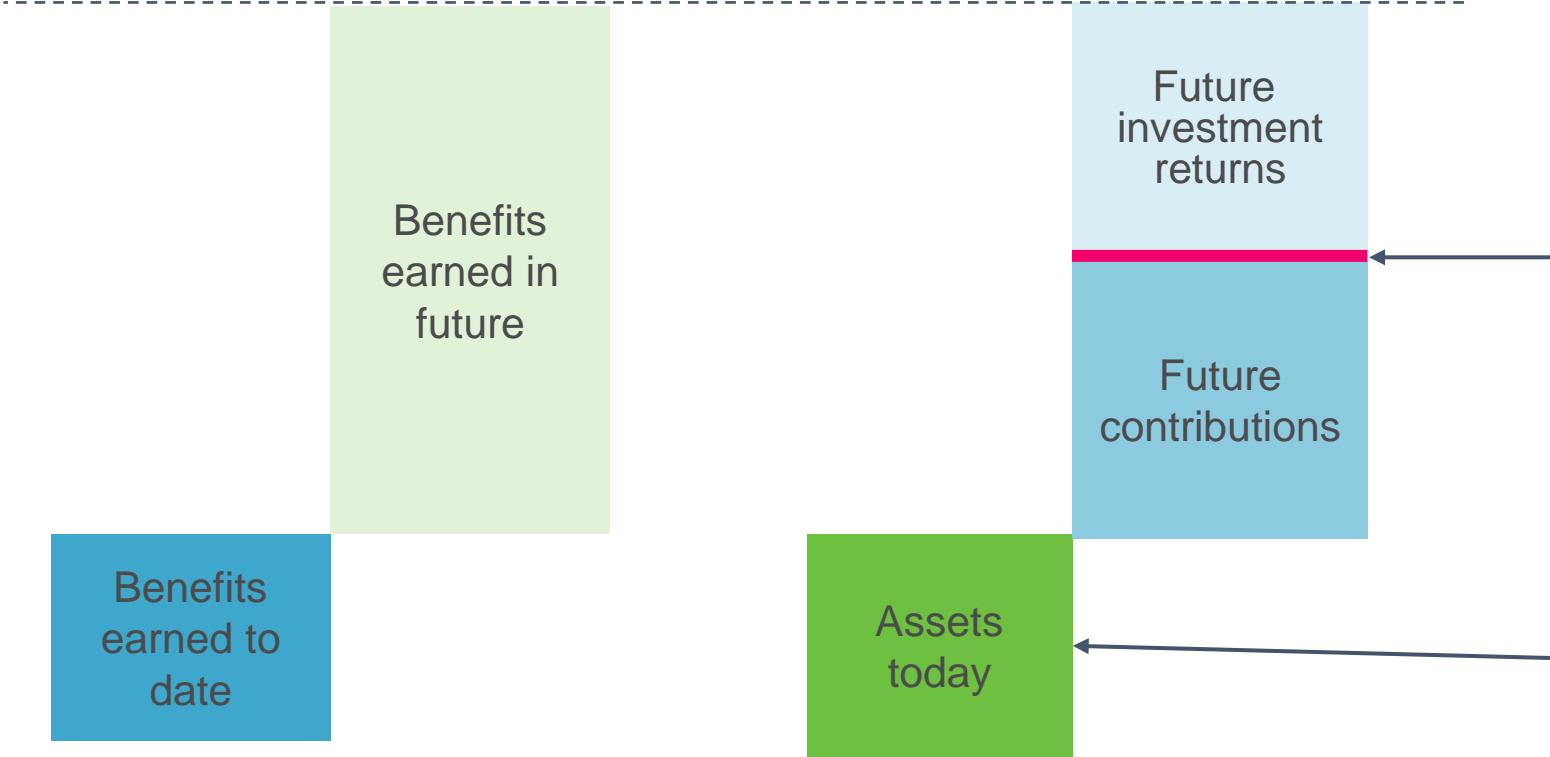 Benefits
earned in
future
Benefits
earned to
date
Future
investment
returns
Future
contributions
Assets
today